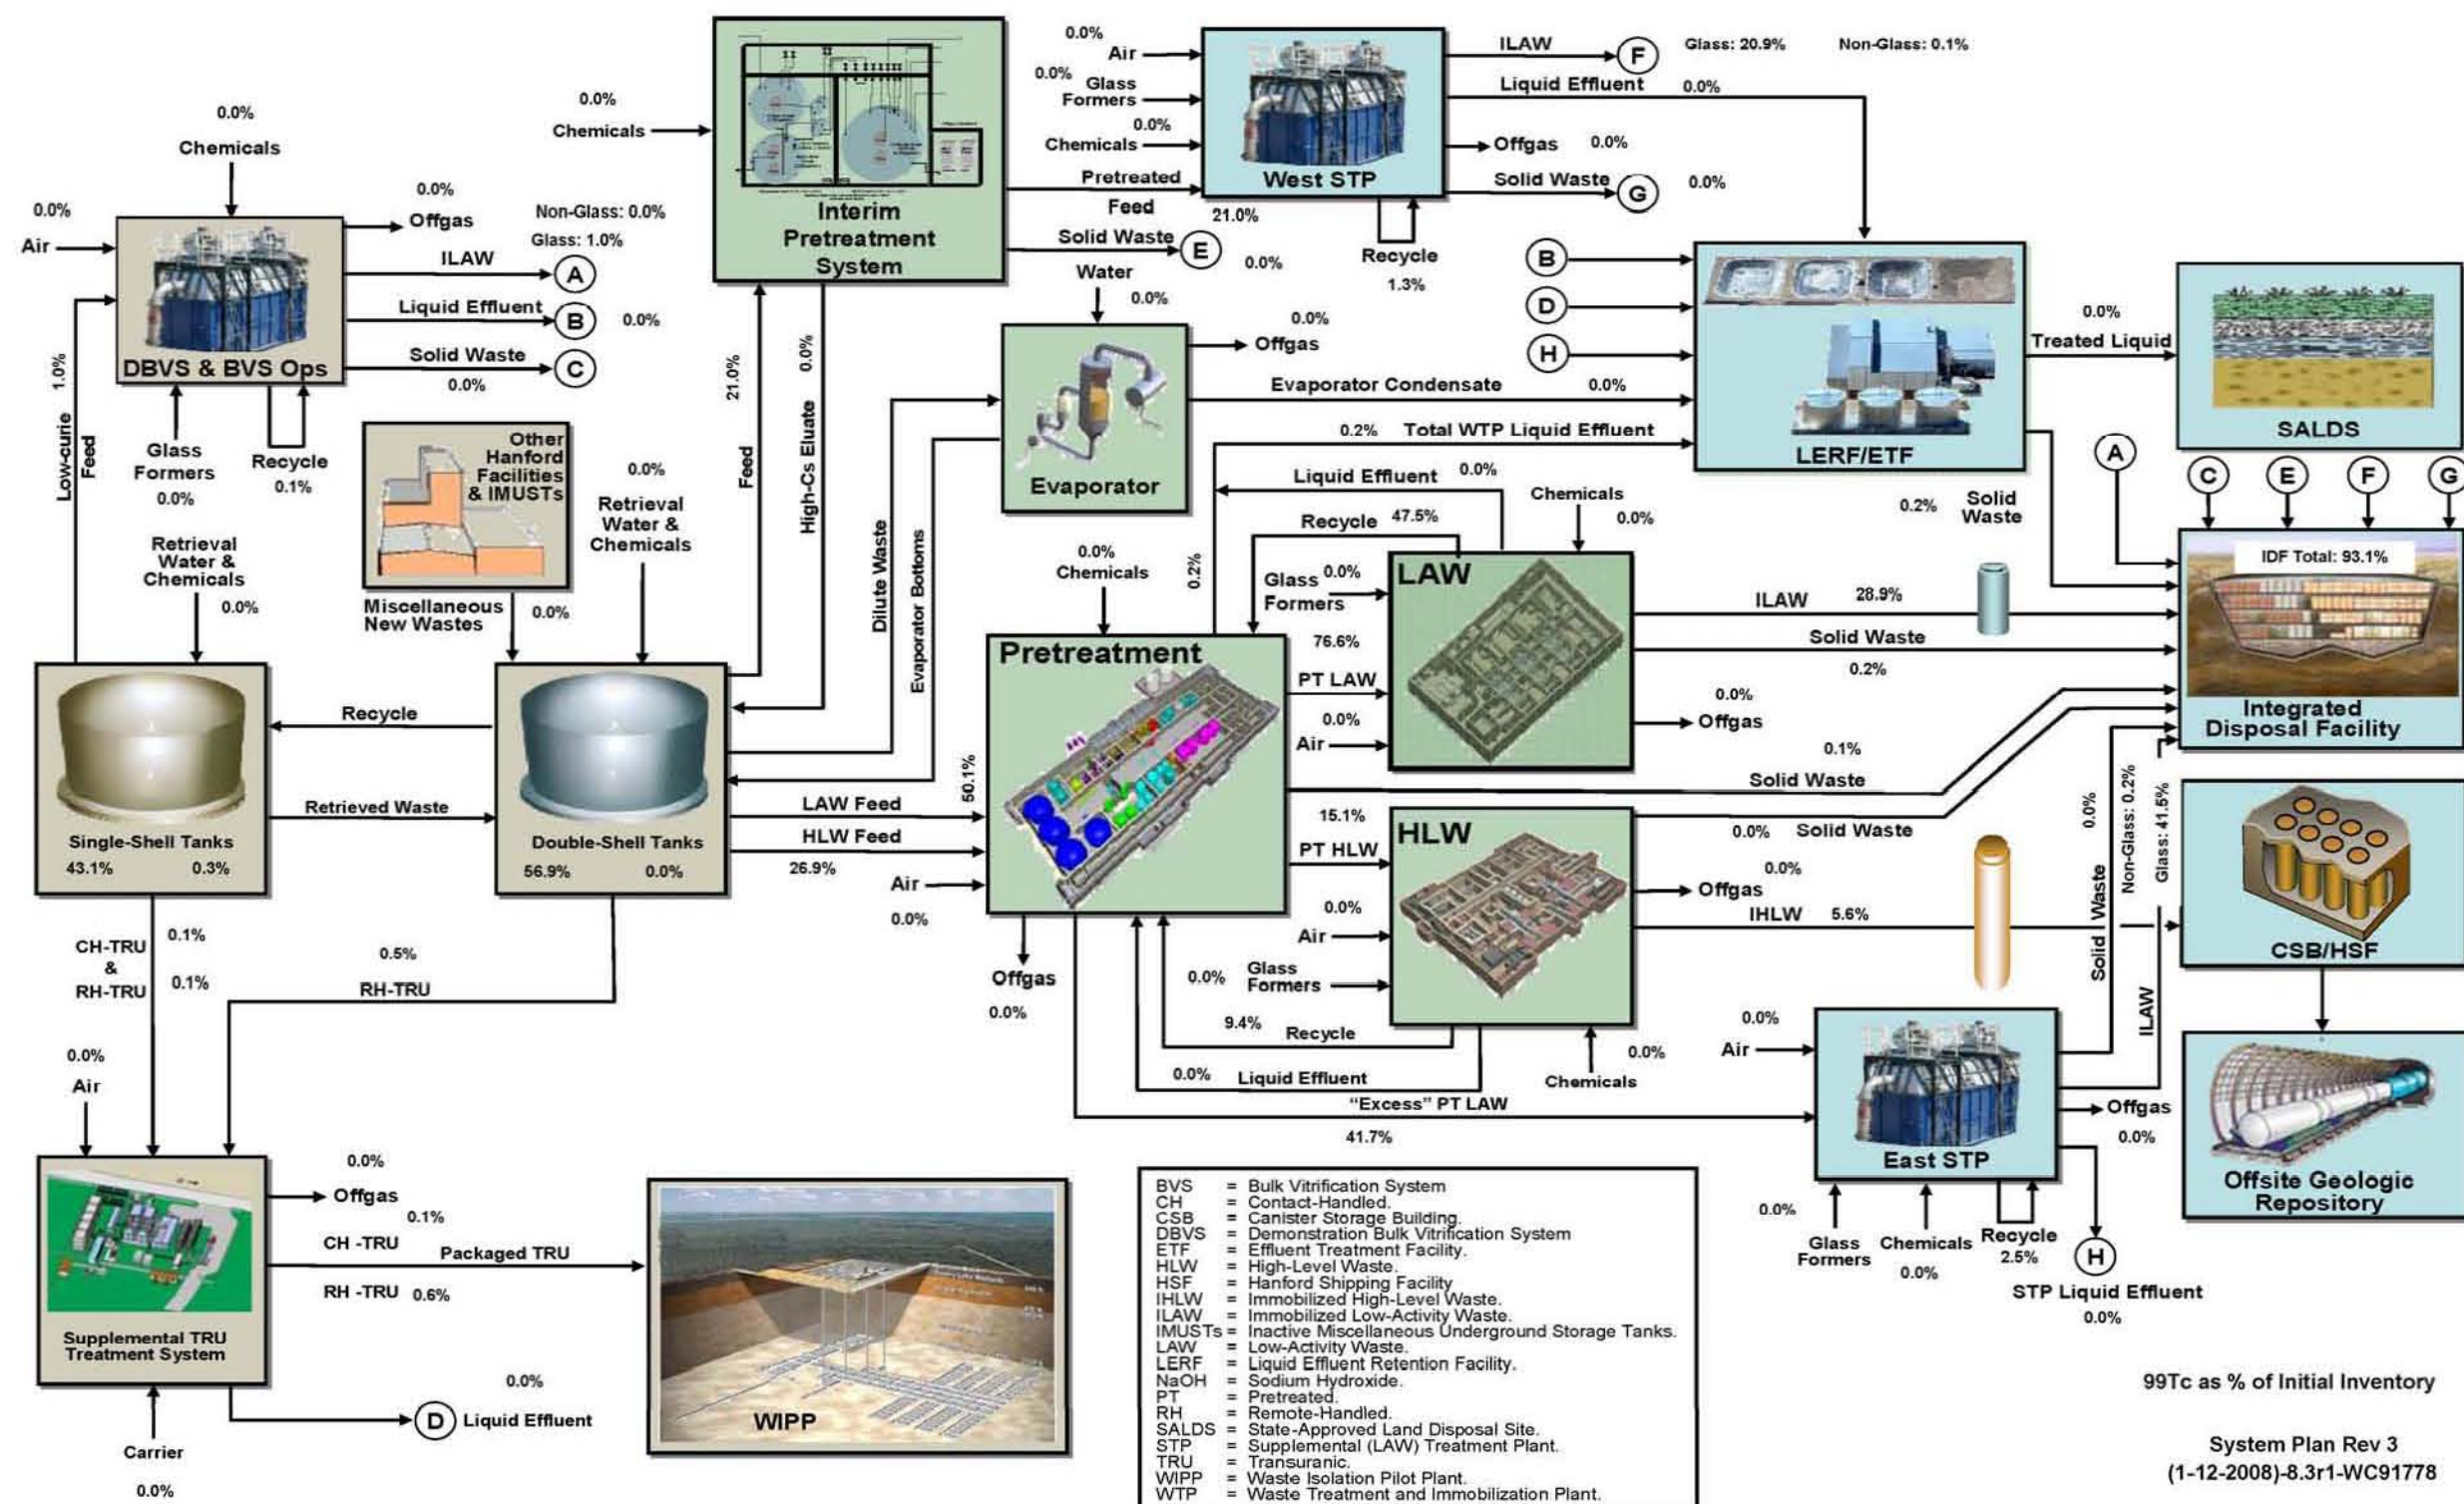 0.0%
Chemicals
0.0%
Air
0.0%
Offgas
Non-Glass: 0.0%
Glass: 1.0%
ILAW
A
Liquid Effluent
B
0.0%
Solid Waste
C
0.0%
DBVS & BVS Ops
1.0%
Low-curie
Feed
Glass
Formers
0.0%
Recycle
0.1%
0.0%
Chemicals
Interim
Pretreatment
System
0.0%
Air
0.0%
Glass
Formers
0.0%
Chemicals
Pretreated
Feed
21.0%
Solid Waste
E
0.0%
West STP
ILAW
F
Glass: 20.9%
Non-Glass: 0.1%
Liquid Effluent
0.0%
Offgas
0.0%
Solid Waste
G
0.0%
Recycle
1.3%
Water
0.0%
Evaporator
Offgas
0.0%
Evaporator Condensate
0.0%
0.2%
Total WTP Liquid Effluent
B
D
H
LERF/ETF
0.0%
Treated Liquid
SALDS
0.2%
Solid
Waste
A
C
E
F
G
IDF Total: 93.1%
Integrated
Disposal Facility
Other
Hanford
Facilities
& IMUSTs
Miscellaneous
New Wastes
0.0%
Retrieval
Water &
Chemicals
0.0%
0.0%
Retrieval
Water &
Chemicals
21.0%
Feed
0.0%
High-Cs Eluate
Dilute Waste
Evaporator Bottoms
Single-Shell Tanks
43.1%
0.3%
Recycle
Retrieved Waste
Double-Shell Tanks
56.9%
0.0%
LAW Feed
50.1%
HLW Feed
26.9%
Air
0.0%
0.0%
Chemicals
Pretreatment
0.2%
Offgas
0.0%
Liquid Effluent
0.0%
Recycle
47.5%
Chemicals
0.0%
Glass
Formers
0.0%
76.6%
PT LAW
0.0%
Air
LAW
ILAW
28.9%
Solid Waste
0.2%
0.0%
Offgas
0.1%
Solid Waste
15.1%
PT HLW
HLW
0.0%
Solid Waste
0.0%
Offgas
IHLW
5.6%
0.0%
Air
0.0%
Glass
Formers
9.4%
Recycle
0.0%
Liquid Effluent
Chemicals
0.0%
"Excess" PT LAW
41.7%
0.0%
Solid Waste
Non-Glass: 0.2%
Glass: 41.5%
ILAW
CSB/HSF
Offsite Geologic
Repository
0.0%
Air
East STP
Offgas
0.0%
0.0%
Glass
Formers
Chemicals
0.0%
Recycle
2.5%
H
STP Liquid Effluent
0.0%
CH-TRU
&
RH-TRU
0.1%
0.1%
0.5%
RH-TRU
0.0%
Air
Supplemental TRU
Treatment System
0.0%
Offgas
0.1%
CH -TRU
Packaged TRU
RH -TRU
0.6%
WIPP
0.0%
D
Liquid Effluent
Carrier
0.0%
BVS = Bulk Vitrification System
CH = Contact-Handled.
CSB = Canister Storage Building.
DBVS = Demonstration Bulk Vitrification System
ETF = Effluent Treatment Facility.
HLW = High-Level Waste.
HSF = Hanford Shipping Facility
IHLW = Immobilized High-Level Waste.
ILAW = Immobilized Low-Activity Waste.
IMUSTs = Inactive Miscellaneous Underground Storage Tanks.
LAW = Low-Activity Waste.
LERF = Liquid Effluent Retention Facility.
NaOH = Sodium Hydroxide.
PT = Pretreated.
RH = Remote-Handled.
SALDS = State-Approved Land Disposal Site.
STP = Supplemental (LAW) Treatment Plant.
TRU = Transuranic.
WIPP = Waste Isolation Pilot Plant.
WTP = Waste Treatment and Immobilization Plant.
99Tc as % of Initial Inventory
System Plan Rev 3
(1-12-2008)-8.3r1-WC91778